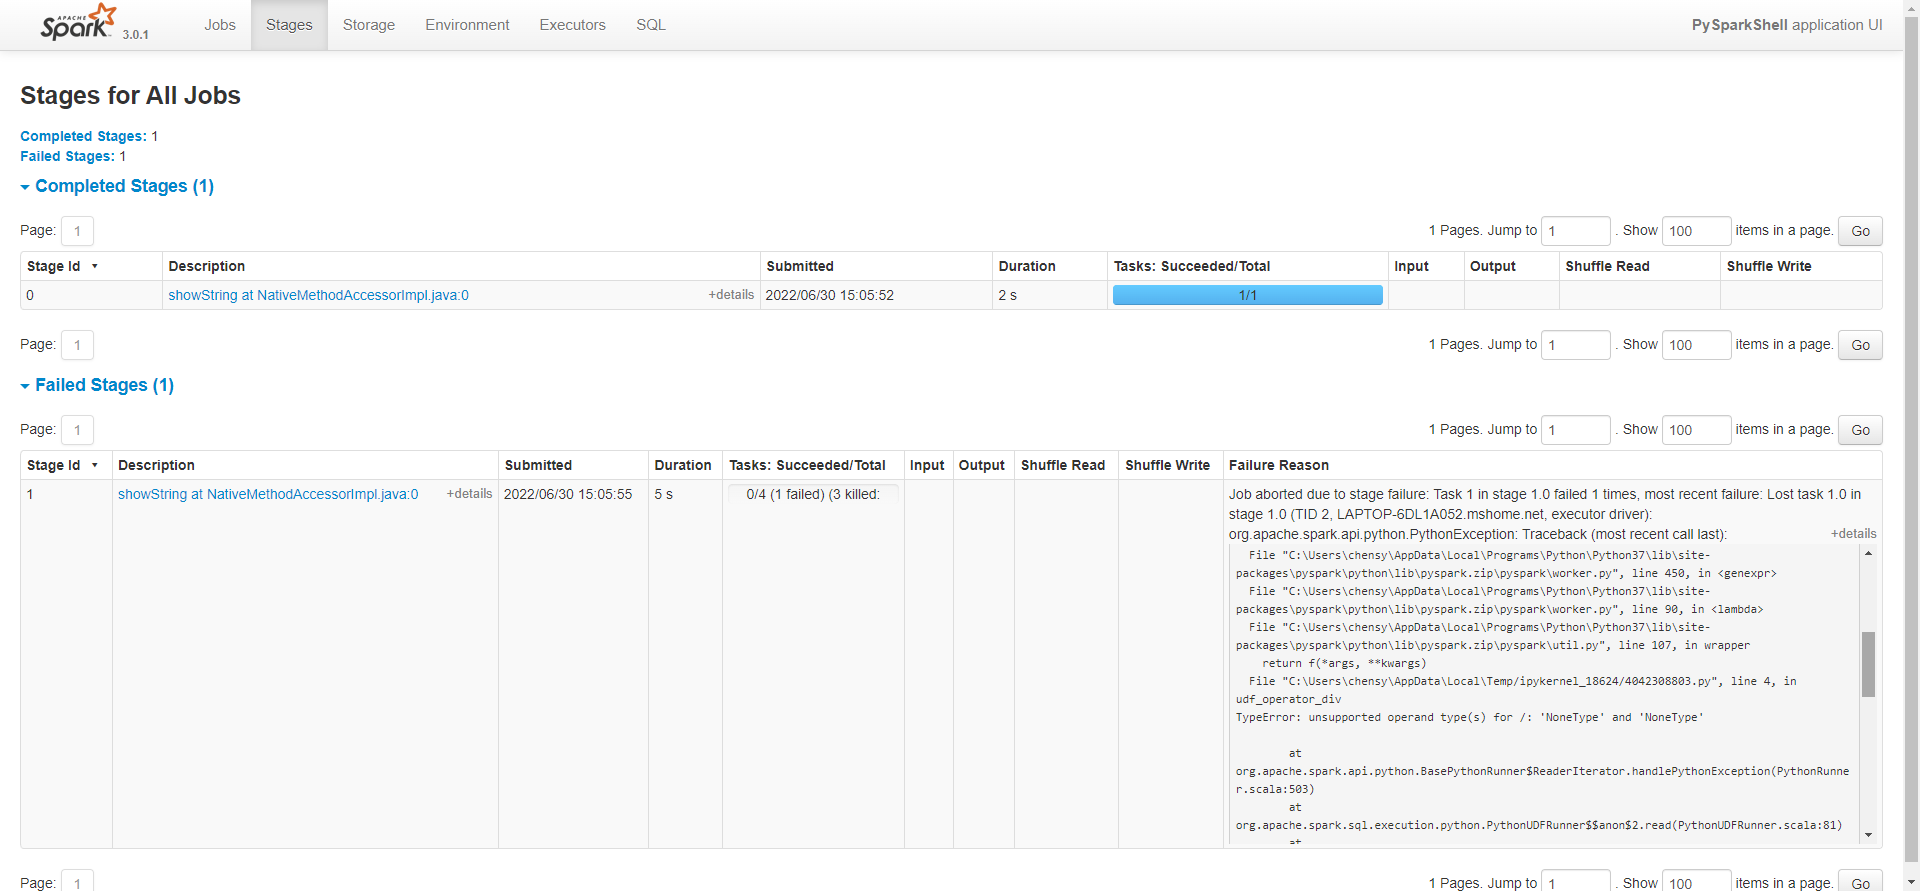 APACHE Spark 3.0.1 Jobs Stages Storage Environment Executors SQL PySparkShell application UI
Stages for All Jobs
Completed Stages: 1
Failed Stages: 1
Completed Stages (1)
Page: 1 1 Pages. Jump to 1 . Show 100 items in a page. Go
Stage Id ▾ Description Submitted Duration Tasks: Succeeded/Total Input Output Shuffle Read Shuffle Write
0 showString at NativeMethodAccessorImpl.java:0 +details 2022/06/30 15:05:52 2 s 1/1
Page: 1 1 Pages. Jump to 1 . Show 100 items in a page. Go
Failed Stages (1)
Page: 1 1 Pages. Jump to 1 . Show 100 items in a page. Go
Stage Id ▾ Description Submitted Duration Tasks: Succeeded/Total Input Output Shuffle Read Shuffle Write Failure Reason
1 showString at NativeMethodAccessorImpl.java:0 +details 2022/06/30 15:05:55 5 s 0/4 (1 failed) (3 killed: Job aborted due to stage failure: Task 1 in stage 1.0 failed 1 times, most recent failure: Lost task 1.0 in
stage 1.0 (TID 2, LAPTOP-6DL1A052.mshome.net, executor driver):
org.apache.spark.api.python.PythonException: Traceback (most recent call last): +details
File "C:\Users\chensy\AppData\Local\Programs\Python\Python37\lib\site-
packages\pyspark\python\lib\pyspark.zip\pyspark\worker.py", line 450, in <genexpr>
File "C:\Users\chensy\AppData\Local\Programs\Python\Python37\lib\site-
packages\pyspark\python\lib\pyspark.zip\pyspark\worker.py", line 90, in <lambda>
File "C:\Users\chensy\AppData\Local\Programs\Python\Python37\lib\site-
packages\pyspark\python\lib\pyspark.zip\pyspark\util.py", line 107, in wrapper
return f(*args, **kwargs)
File "C:\Users\chensy\AppData\Local\Temp/ipykernel_18624/4042308803.py", line 4, in
udf_operator_div
TypeError: unsupported operand type(s) for /: 'NoneType' and 'NoneType'
at
org.apache.spark.api.python.BasePythonRunner$ReaderIterator.handlePythonException(PythonRunne
r.scala:503)
at
org.apache.spark.sql.execution.python.PythonUDFRunner$$anon$2.read(PythonUDFRunner.scala:81)
at
Page: 1 1 Pages. Jump to 1 . Show 100 items in a page. Go